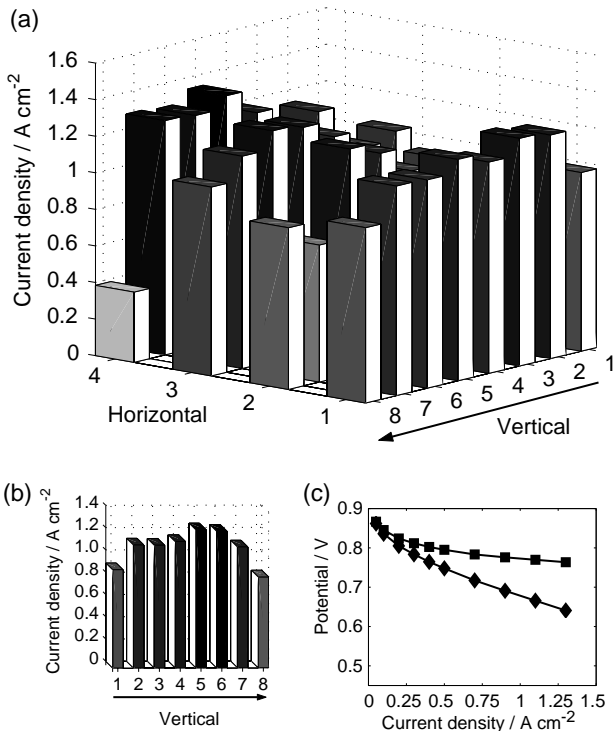 (a)
1.6
1.4
1.2
1
0.8
0.6
0.4
0.2
0
Current density / A cm-2
4
3
2
1
Horizontal
8
7
6
5
4
3
2
1
Vertical
(b)
1.4
1.2
1.0
0.8
0.6
0.4
0.2
0
Current density / A cm-2
1 2 3 4 5 6 7 8
Vertical
(c)
0.9
0.8
0.7
0.6
0.5
Potential / V
0 0.25 0.5 0.75 1 1.25 1.5
Current density / A cm-2